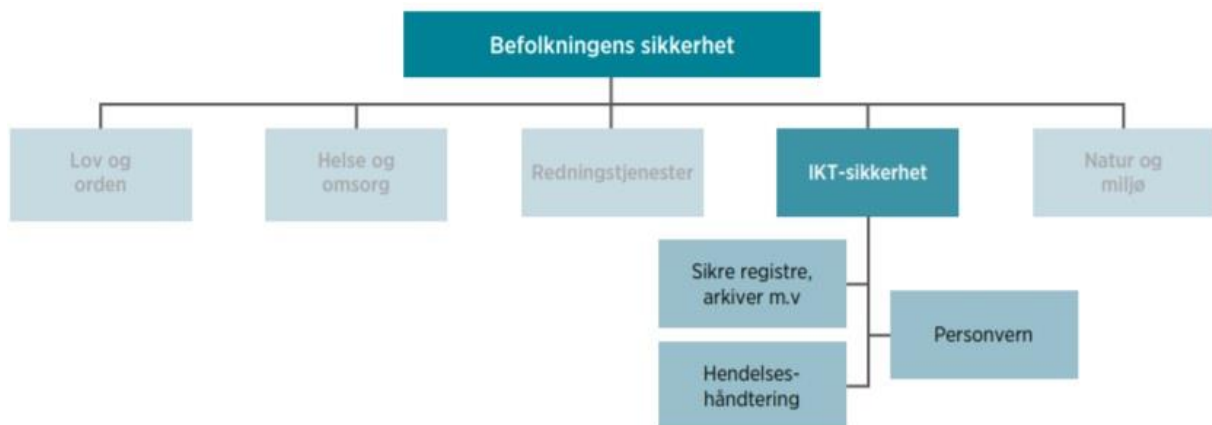 Befolkningens sikkerhet
Lov og
orden
Helse og
omsorg
Redningstjenester
IKT-sikkerhet
Natur og
miljø
Sikre registre,
arkiver m.v
Personvern
Hendelses-
håndtering